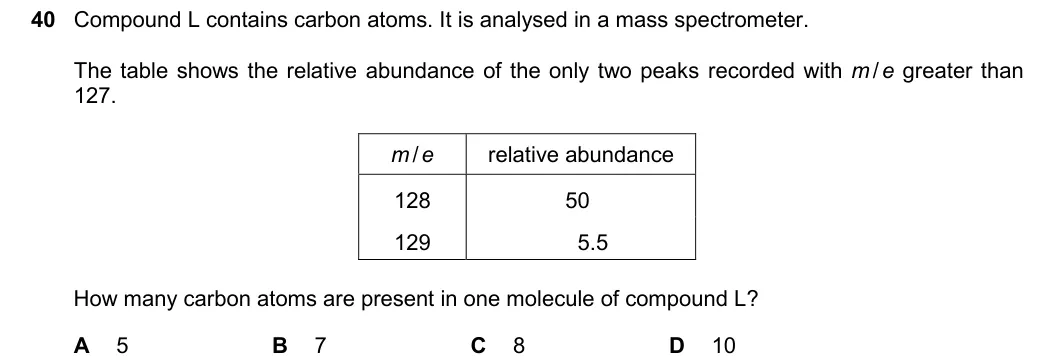 40 Compound L contains carbon atoms. It is analysed in a mass spectrometer.
The table shows the relative abundance of the only two peaks recorded with m / e greater than
127.
m / e relative abundance
128 50
129 5.5
How many carbon atoms are present in one molecule of compound L?
A 5 B 7 C 8 D 10